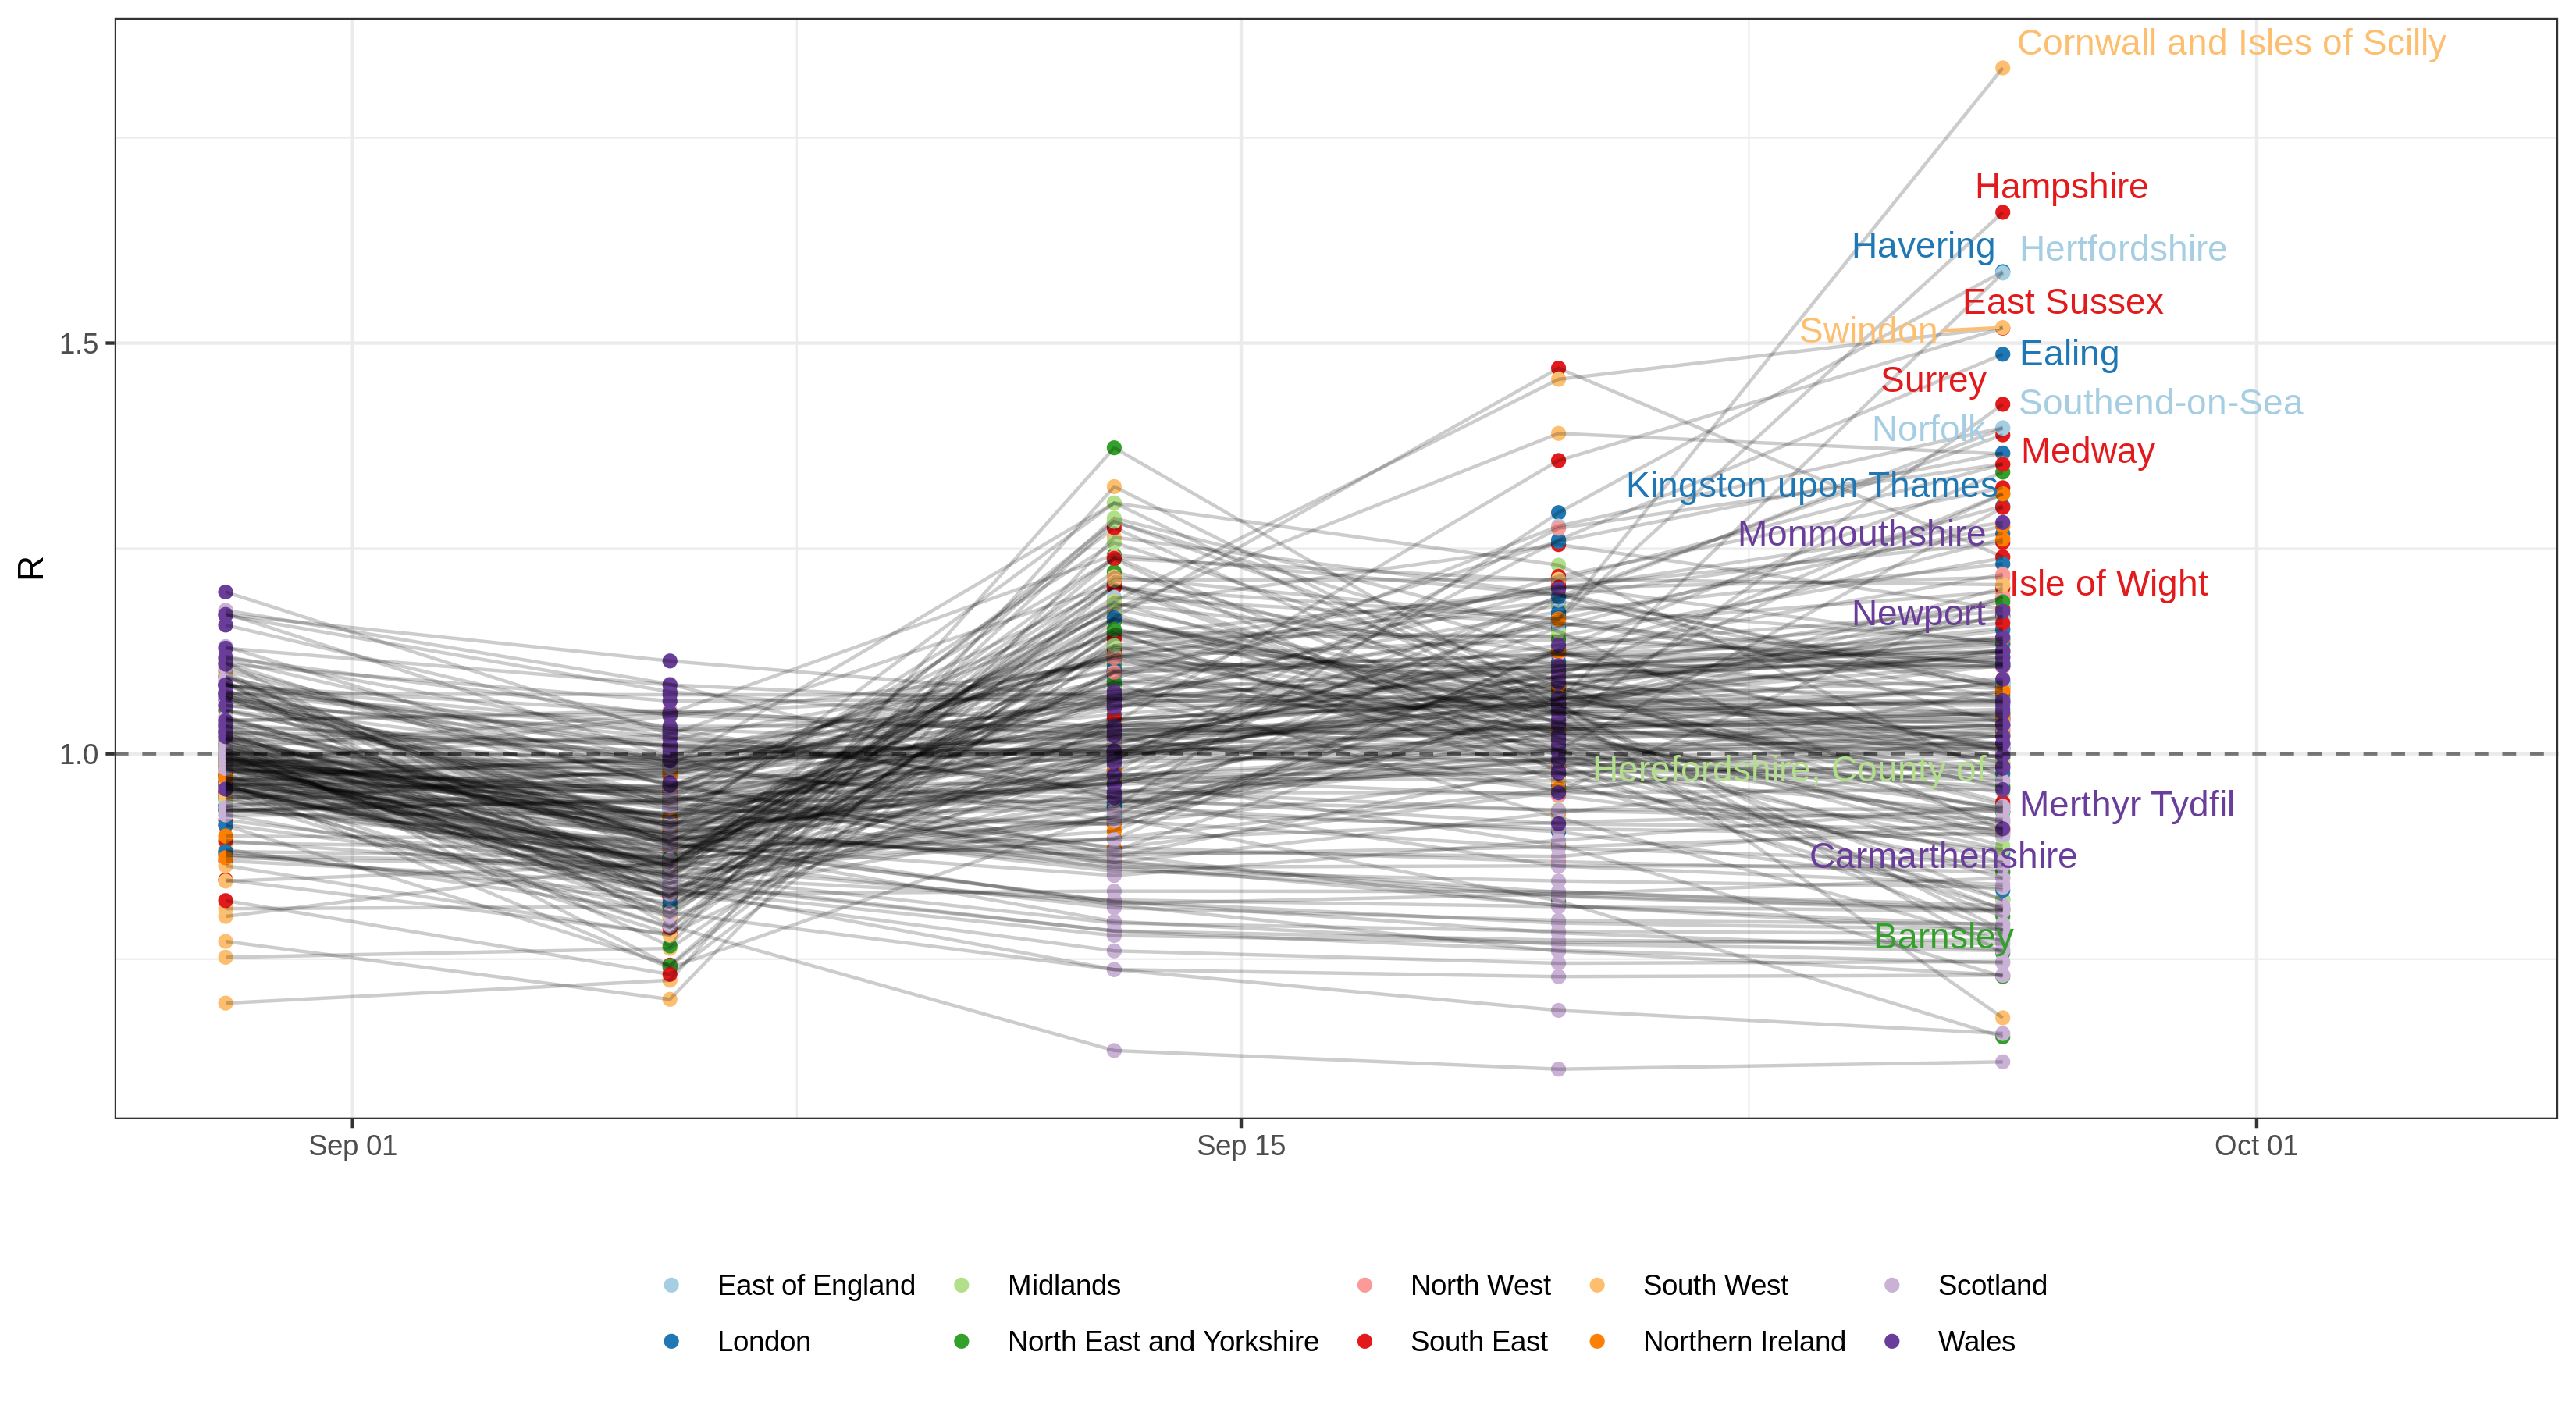 Cornwall and Isles of Scilly
Hampshire
Havering
Hertfordshire
East Sussex
Swindon
1.5
Ealing
Surrey
Southend-on-Sea
Norfolk
Medway
Kingston upon Thames
Monmouthshire
R
Isle of Wight
Newport
1.0
Herefordshire, County of
Merthyr Tydfil
Carmarthenshire
Barnsley
Sep 01
Sep 15
Oct 01
East of England
Midlands
North West
South West
Scotland
London
North East and Yorkshire
South East
Northern Ireland
Wales